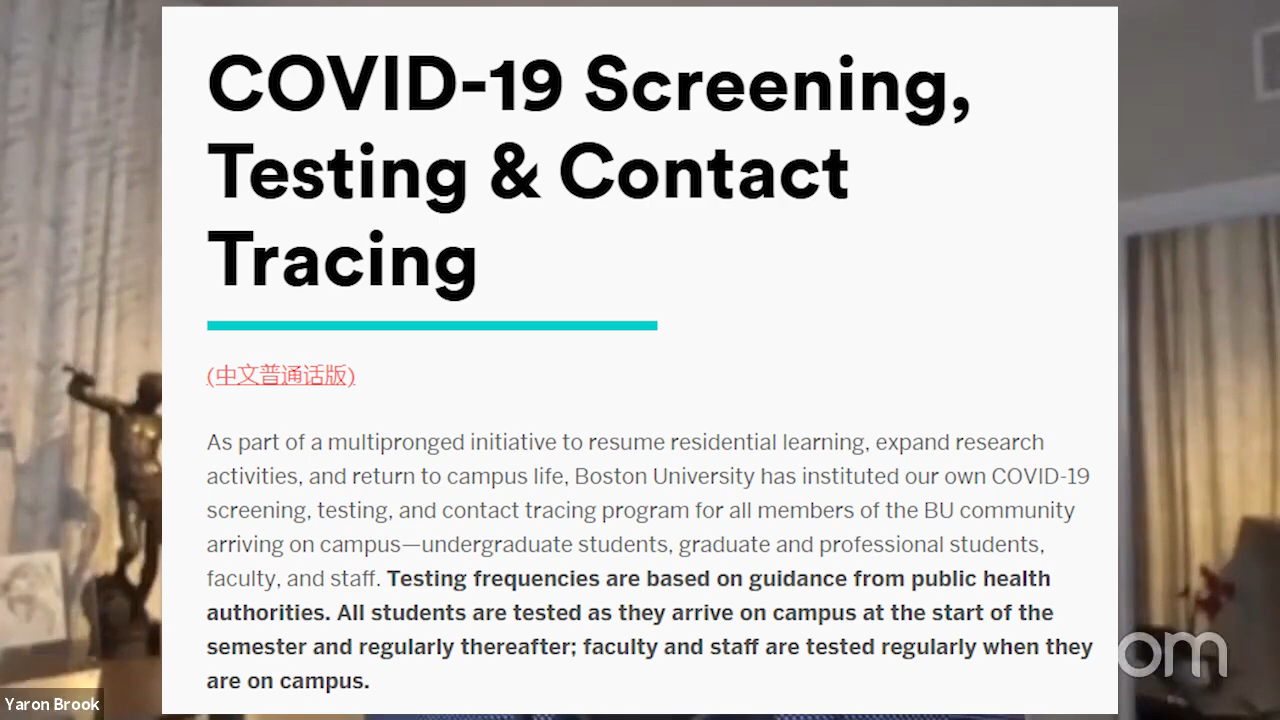 COVID-19 Screening,
Testing & Contact
Tracing
(中文普通话版)
As part of a multipronged initiative to resume residential learning, expand research
activities, and return to campus life, Boston University has instituted our own COVID-19
screening, testing, and contact tracing program for all members of the BU community
arriving on campus—undergraduate students, graduate and professional students,
faculty, and staff. Testing frequencies are based on guidance from public health
authorities. All students are tested as they arrive on campus at the start of the
semester and regularly thereafter; faculty and staff are tested regularly when they
are on campus.
om
Yaron Brook